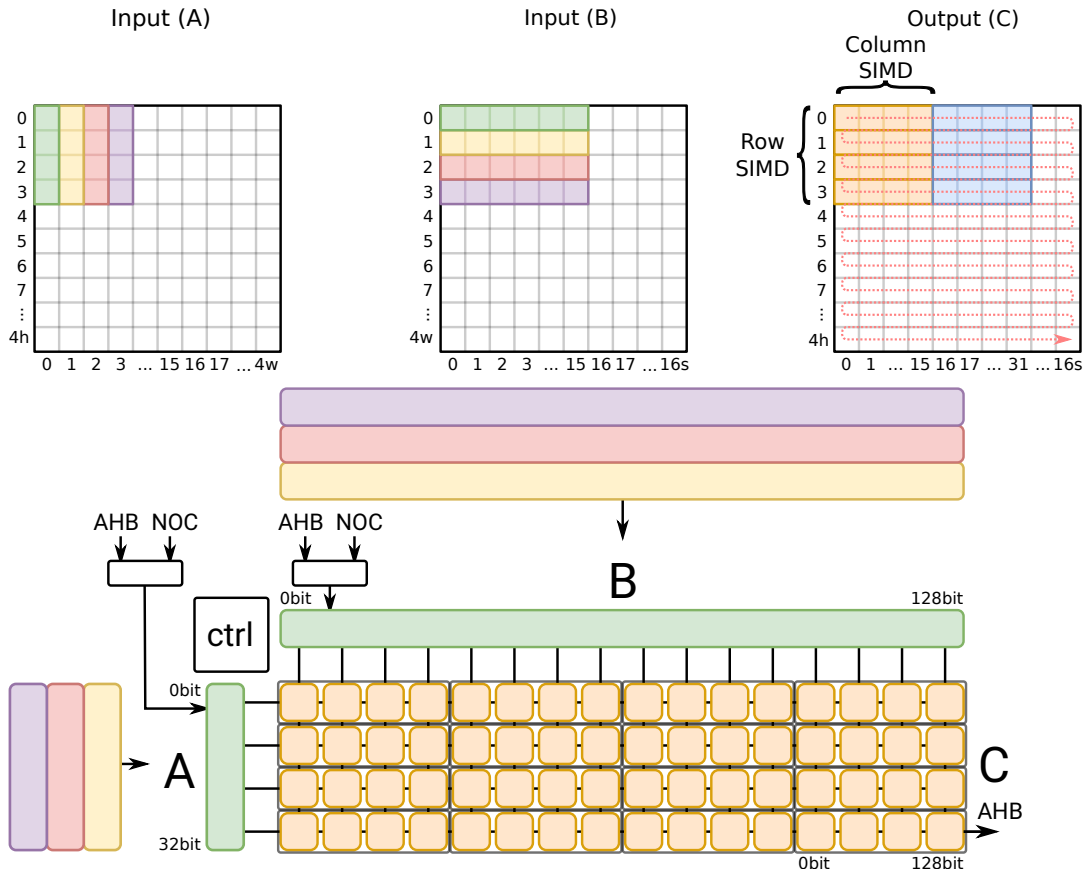 Input (A)
Input (B)
Output (C)
Column
SIMD
Row
SIMD
0
1
2
3
4
5
6
7
...
4h
0 1 2 3 ... 15 16 17 ... 4w
0
1
2
3
4
5
6
7
...
4w
0 1 2 3 ... 15 16 17 ... 16s
0
1
2
3
4
5
6
7
...
4h
0 1 ... 15 16 17 ... 31 ... 16s
AHB NOC
AHB NOC
B
0bit
128bit
ctrl
0bit
A
32bit
C
AHB
0bit
128bit